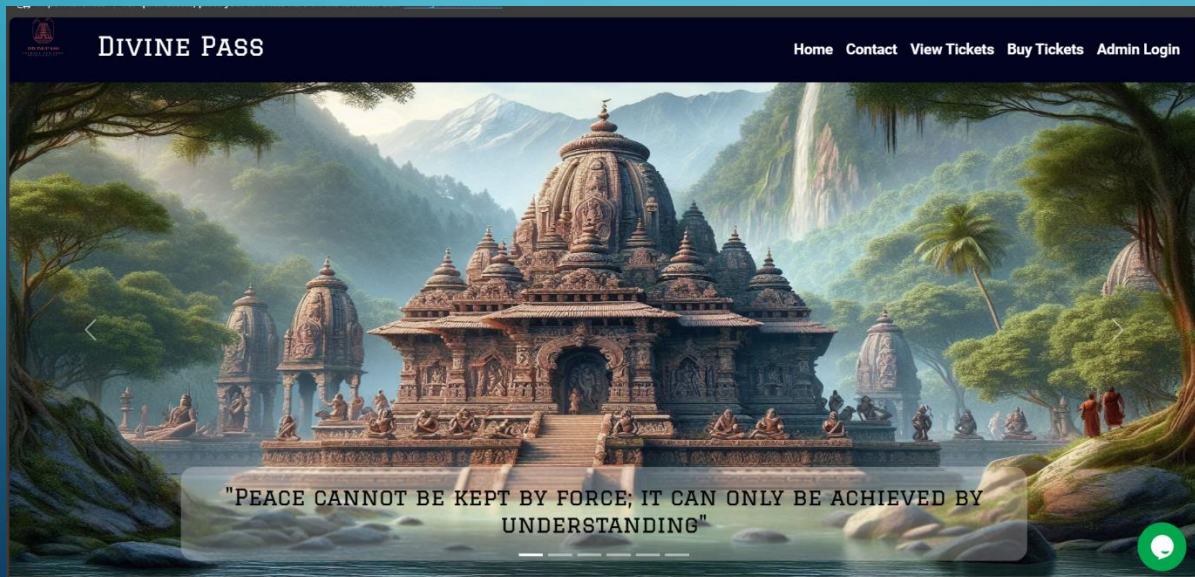 Divine Pass
Home Contact View Tickets Buy Tickets Admin Login
"Peace cannot be kept by force; it can only be achieved by
understanding"